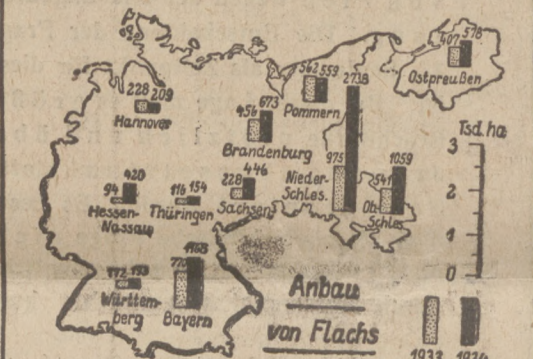 407 578
Ostpreußen
562 559
Pommern
2738
228 209
Hannover
456 673
Brandenburg
Tsd. ha
3
2
1
0
975
Nieder-
Schles.
541 1059
Ob.
Schles.
94 420
Hessen-
Nassau
116 154
Thüringen
228 446
Sachsen
Württem-
berg
Bayern
Anbau
von Flachs
1933 1934